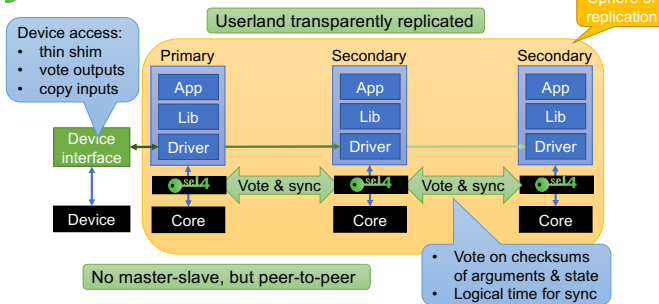 Userland transparently replicated
Sphere of
replication
Device access:
• thin shim
• vote outputs
• copy inputs
Primary
Secondary
Secondary
App
App
App
Lib
Lib
Lib
Device
interface
Driver
Driver
Driver
seL4
Vote & sync
seL4
Vote & sync
seL4
Device
Core
Core
Core
No master-slave, but peer-to-peer
• Vote on checksums
of arguments & state
• Logical time for sync